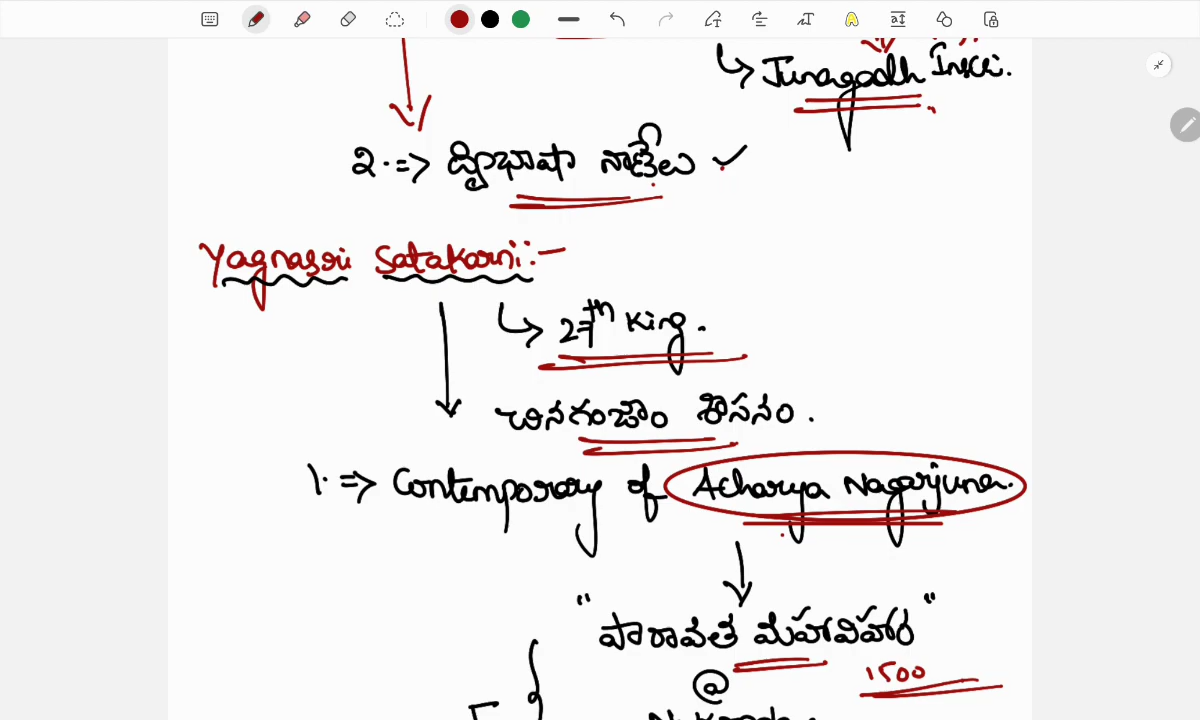 ↳ Junagadh Inscri.
2. => ద్విభాషా నాణేలు ✓
Yagnasri Satakarni:-
↳ 27th King.
చినగంజాం శాసనం.
1. => Contemporary of Acharya Nagarjuna.
"పారావత మహావిహార"
1500
@